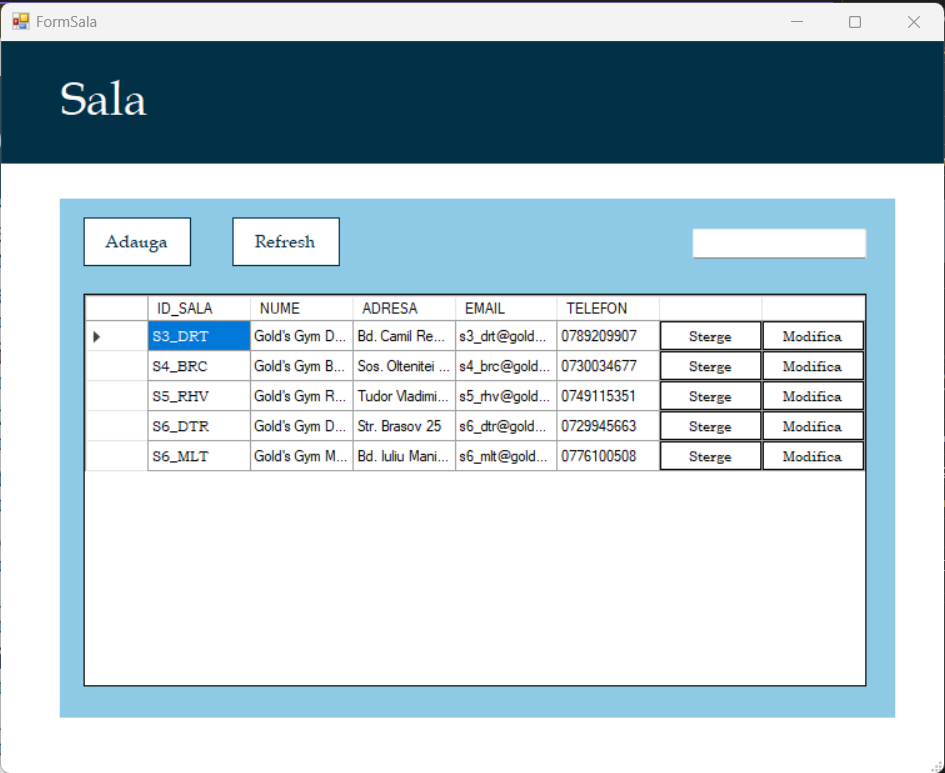 FormSala
Sala
Adauga Refresh
ID_SALA NUME ADRESA EMAIL TELEFON
S3_DRT Gold's Gym D... Bd. Camil Re... s3_drt@gold... 0789209907 Sterge Modifica
S4_BRC Gold's Gym B... Sos. Oltenitei ... s4_brc@gold... 0730034677 Sterge Modifica
S5_RHV Gold's Gym R... Tudor Vladimi... s5_rhv@gold... 0749115351 Sterge Modifica
S6_DTR Gold's Gym D... Str. Brasov 25 s6_dtr@gold... 0729945663 Sterge Modifica
S6_MLT Gold's Gym M... Bd. Iuliu Mani... s6_mlt@gold... 0776100508 Sterge Modifica